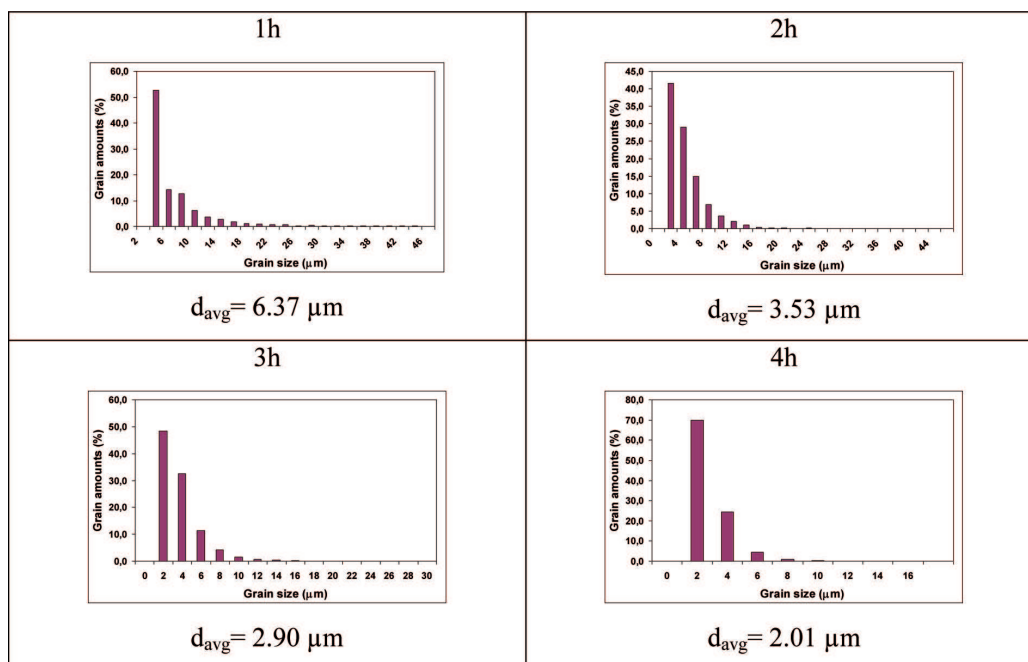 1h
60,0
50,0
40,0
30,0
20,0
10,0
0,0
Grain amounts (%)
2 6 10 14 18 22 26 30 34 38 42 46
Grain size (µm)
davg= 6.37 µm
2h
45,0
40,0
35,0
30,0
25,0
20,0
15,0
10,0
5,0
0,0
Grain amounts (%)
0 4 8 12 16 20 24 28 32 36 40 44
Grain size (µm)
davg= 3.53 µm
3h
60,0
50,0
40,0
30,0
20,0
10,0
0,0
Grain amounts (%)
0 2 4 6 8 10 12 14 16 18 20 22 24 26 28 30
Grain size (µm)
davg= 2.90 µm
4h
80,0
70,0
60,0
50,0
40,0
30,0
20,0
10,0
0,0
Grain amounts (%)
0 2 4 6 8 10 12 14 16
Grain size (µm)
davg= 2.01 µm